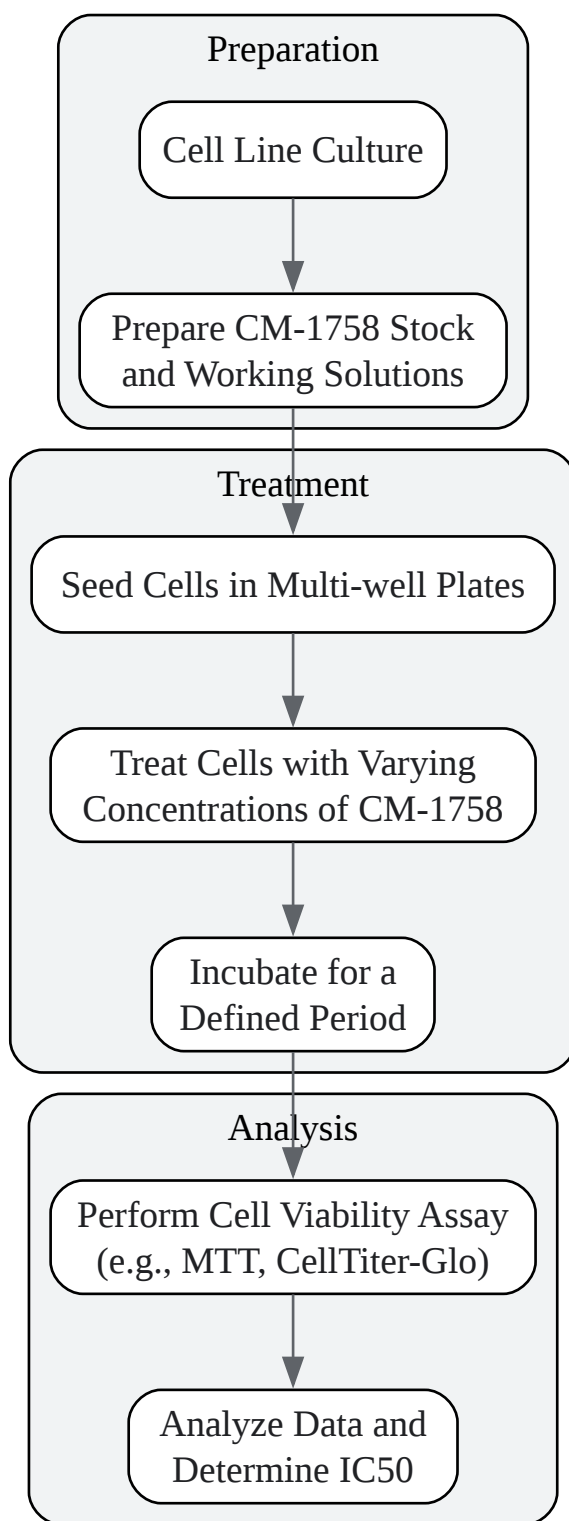 Preparation
Cell Line Culture
Prepare CM-1758 Stock
and Working Solutions
Treatment
Seed Cells in Multi-well Plates
Treat Cells with Varying
Concentrations of CM-1758
Incubate for a
Defined Period
Analysis
Perform Cell Viability Assay
(e.g., MTT, CellTiter-Glo)
Analyze Data and
Determine IC50